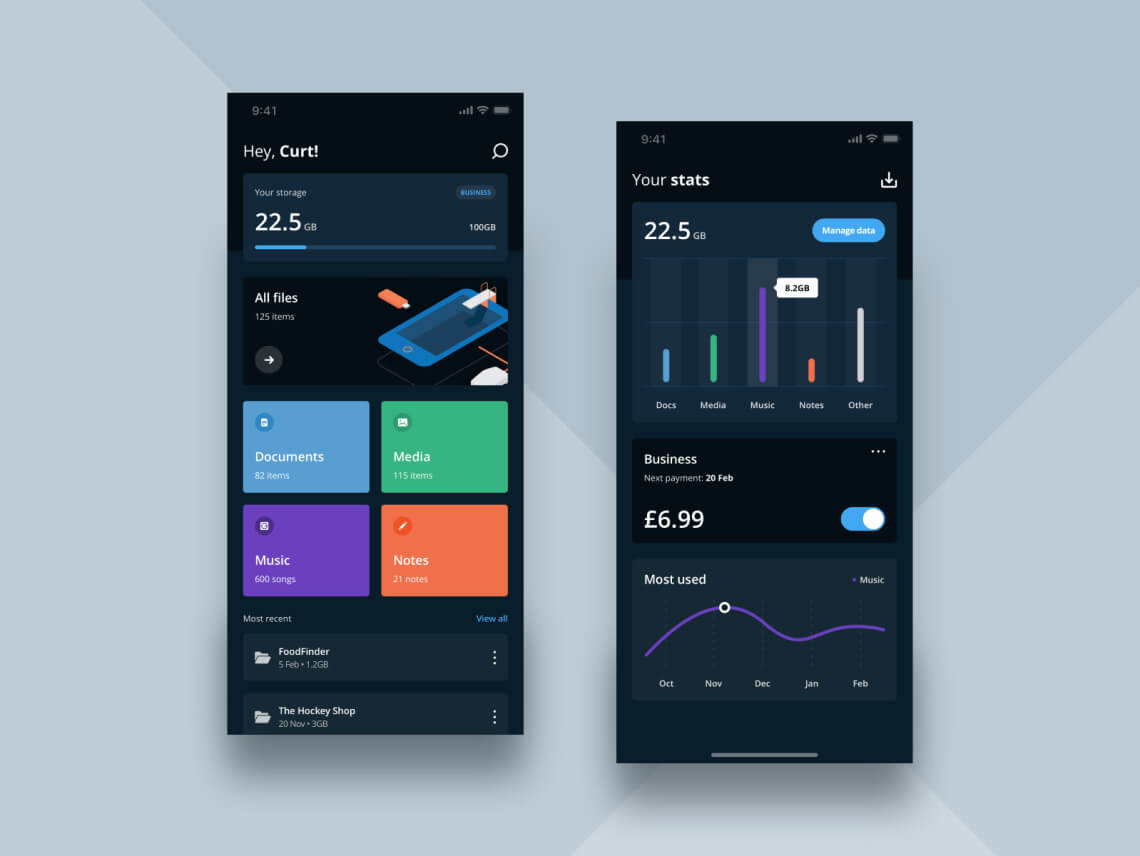 9:41
Hey, Curt!
Your storage
BUSINESS
22.5 GB
100GB
All files
125 items
Documents
82 items
Media
115 items
Music
600 songs
Notes
21 notes
Most recent
View all
FoodFinder
5 Feb • 1.2GB
The Hockey Shop
20 Nov • 3GB
9:41
Your stats
22.5 GB
Manage data
8.2GB
Docs Media Music Notes Other
Business
Next payment: 20 Feb
£6.99
Most used
Music
Oct Nov Dec Jan Feb